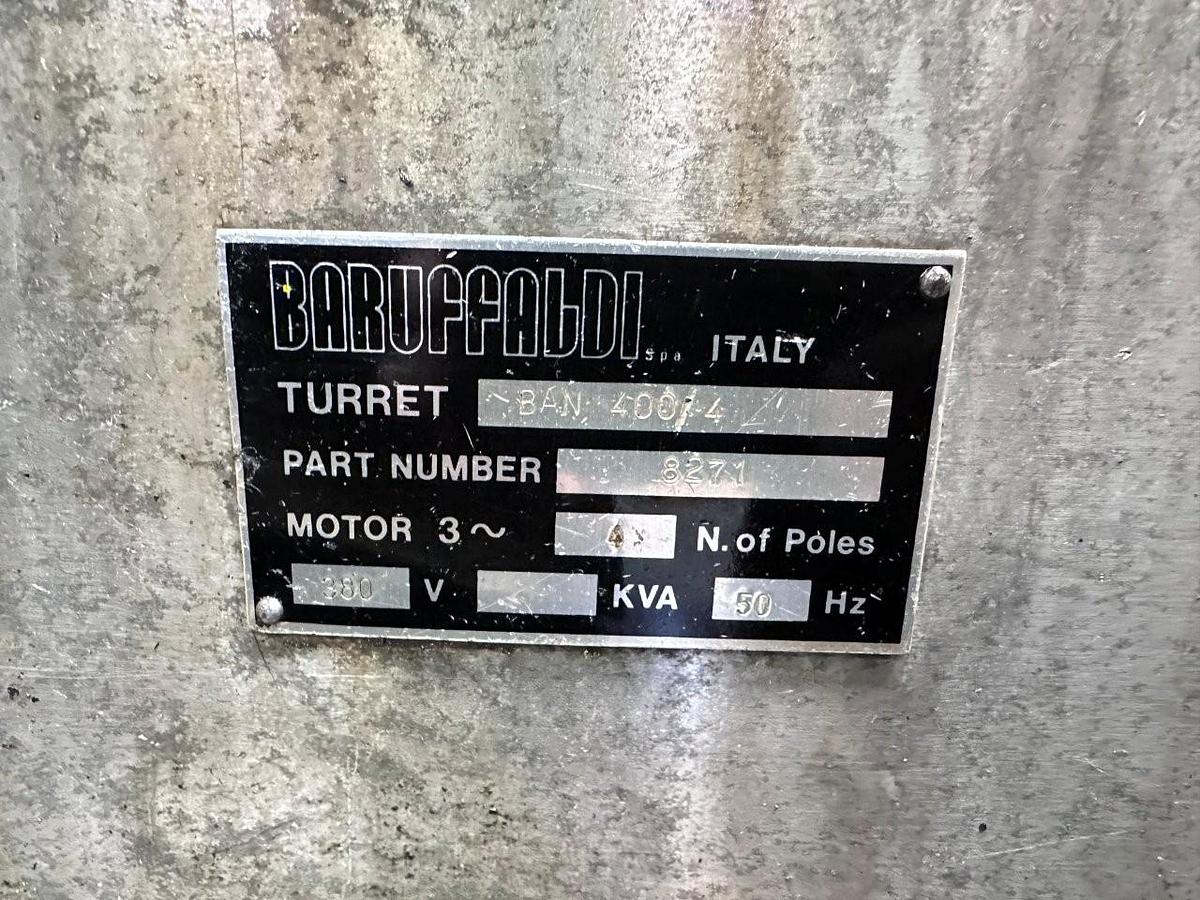 BARUFFALDI Spa ITALY
TURRET BAN 400/4
PART NUMBER 8271
MOTOR 3~ 4 N. of Poles
380 V KVA 50 Hz